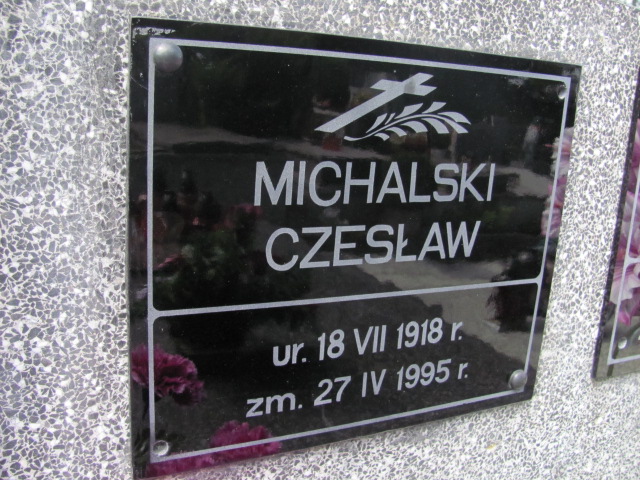 MICHALSKI
CZESŁAW
ur. 18 VII 1918 r.
zm. 27 IV 1995 r.